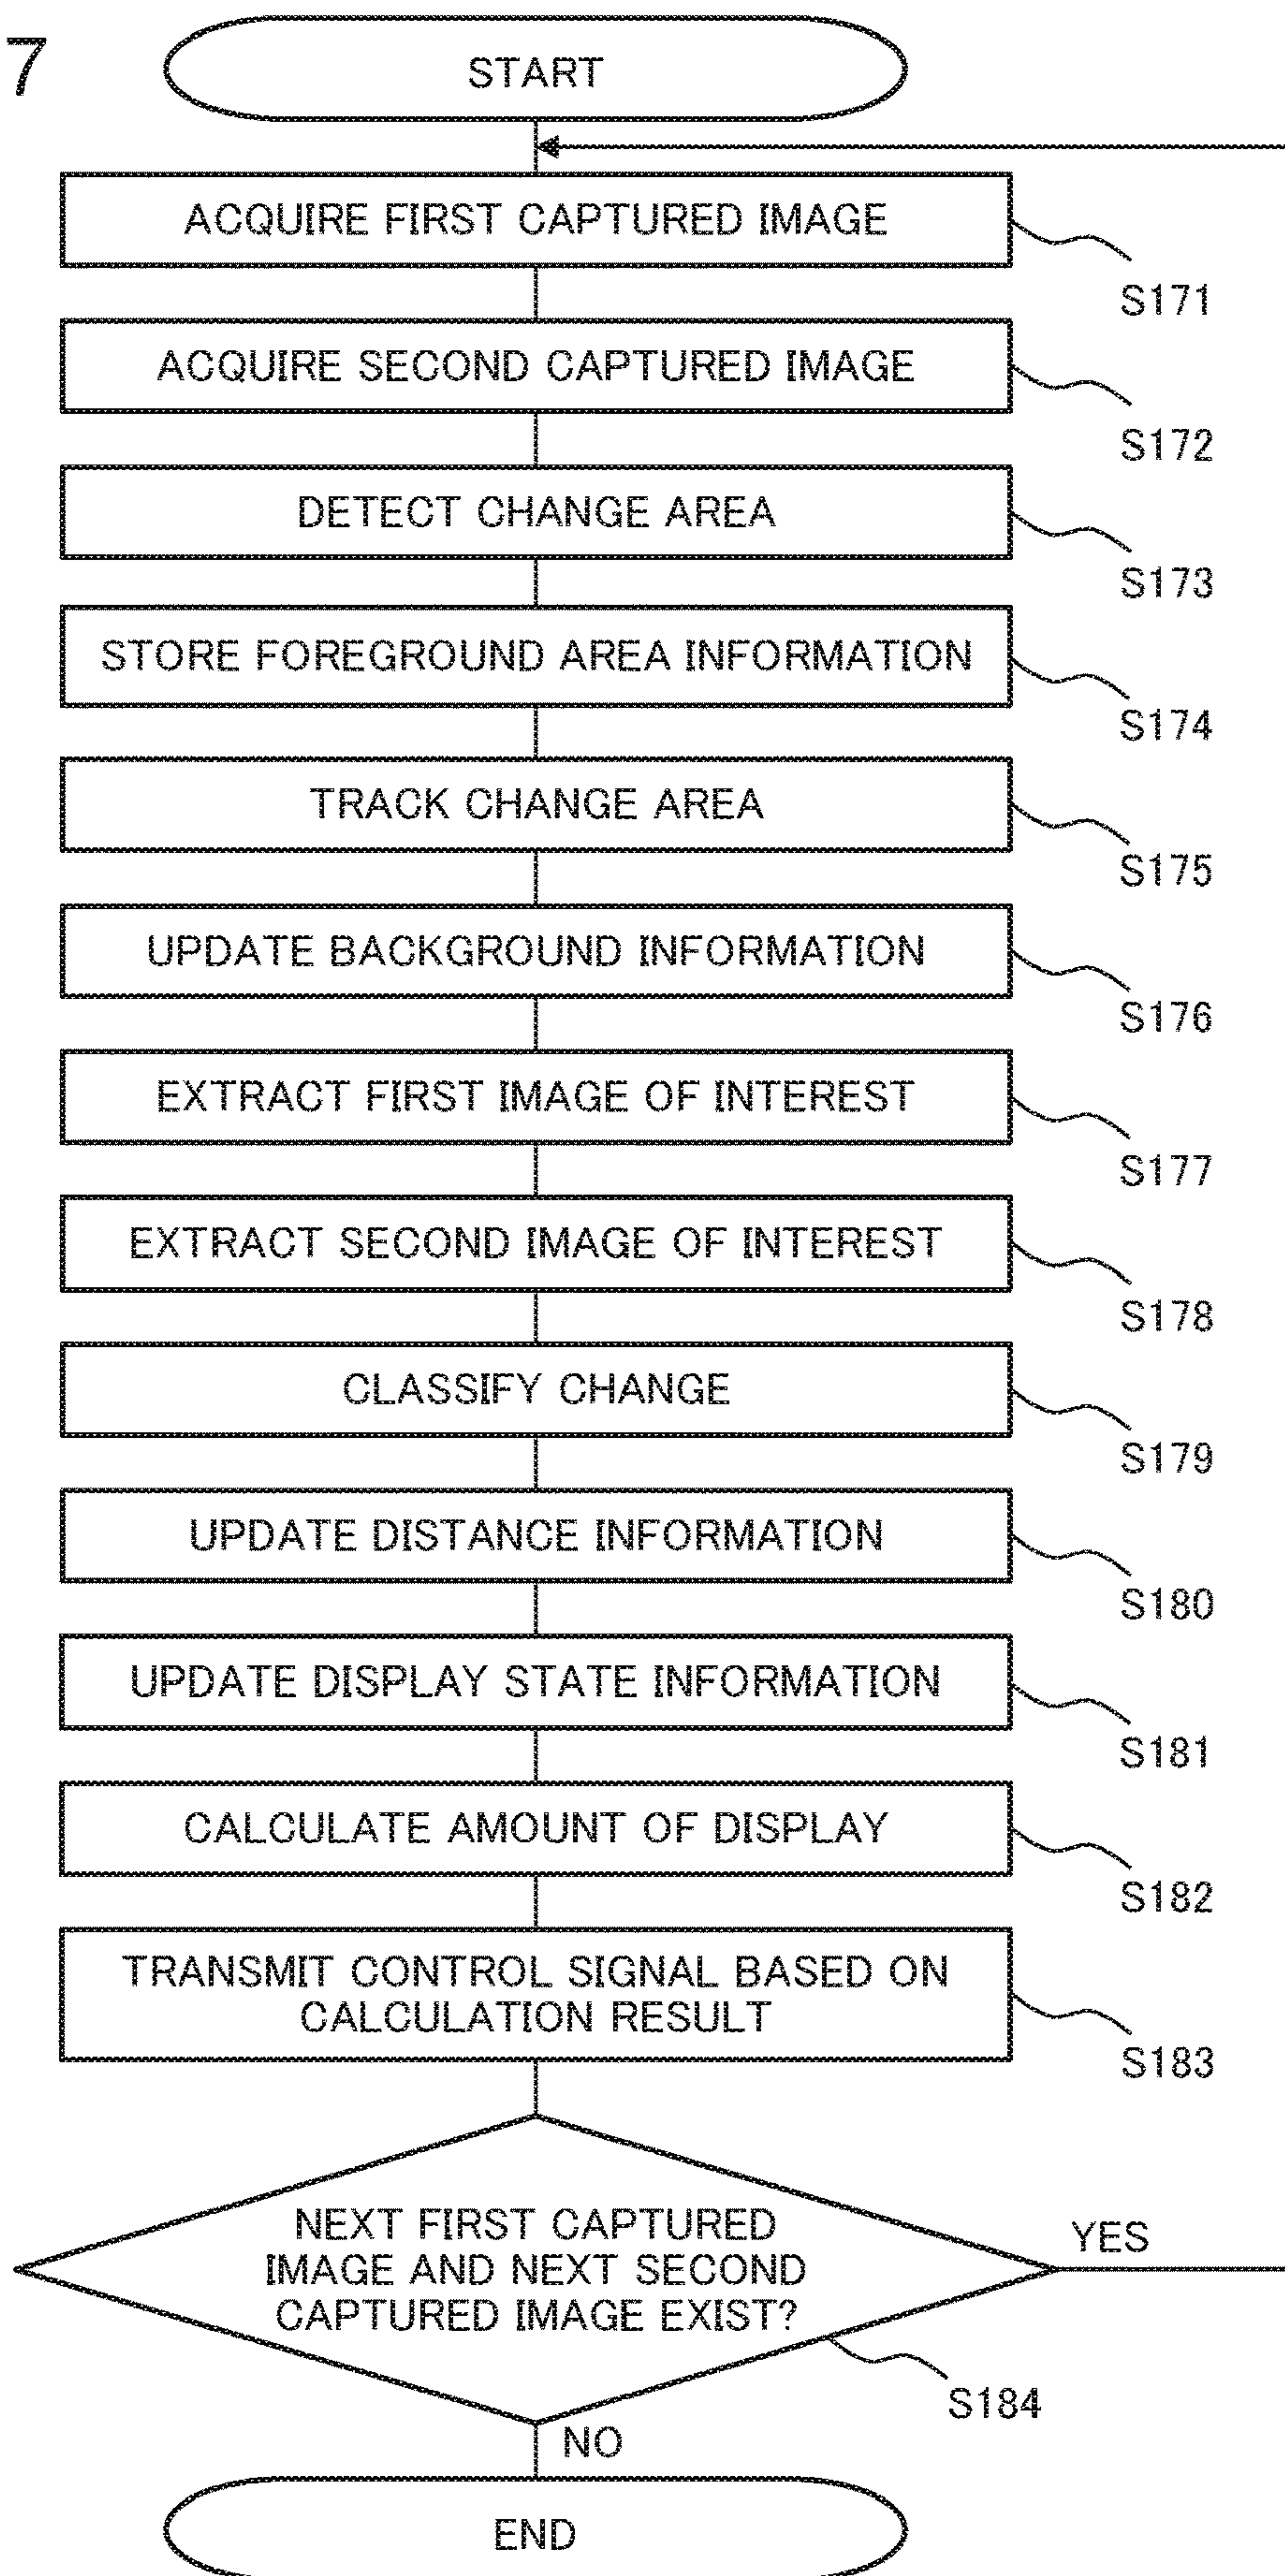 7
START
ACQUIRE FIRST CAPTURED IMAGE
S171
ACQUIRE SECOND CAPTURED IMAGE
S172
DETECT CHANGE AREA
S173
STORE FOREGROUND AREA INFORMATION
S174
TRACK CHANGE AREA
S175
UPDATE BACKGROUND INFORMATION
S176
EXTRACT FIRST IMAGE OF INTEREST
S177
EXTRACT SECOND IMAGE OF INTEREST
S178
CLASSIFY CHANGE
S179
UPDATE DISTANCE INFORMATION
S180
UPDATE DISPLAY STATE INFORMATION
S181
CALCULATE AMOUNT OF DISPLAY
S182
TRANSMIT CONTROL SIGNAL BASED ON
CALCULATION RESULT
S183
NEXT FIRST CAPTURED
IMAGE AND NEXT SECOND
CAPTURED IMAGE EXIST?
YES
S184
NO
END